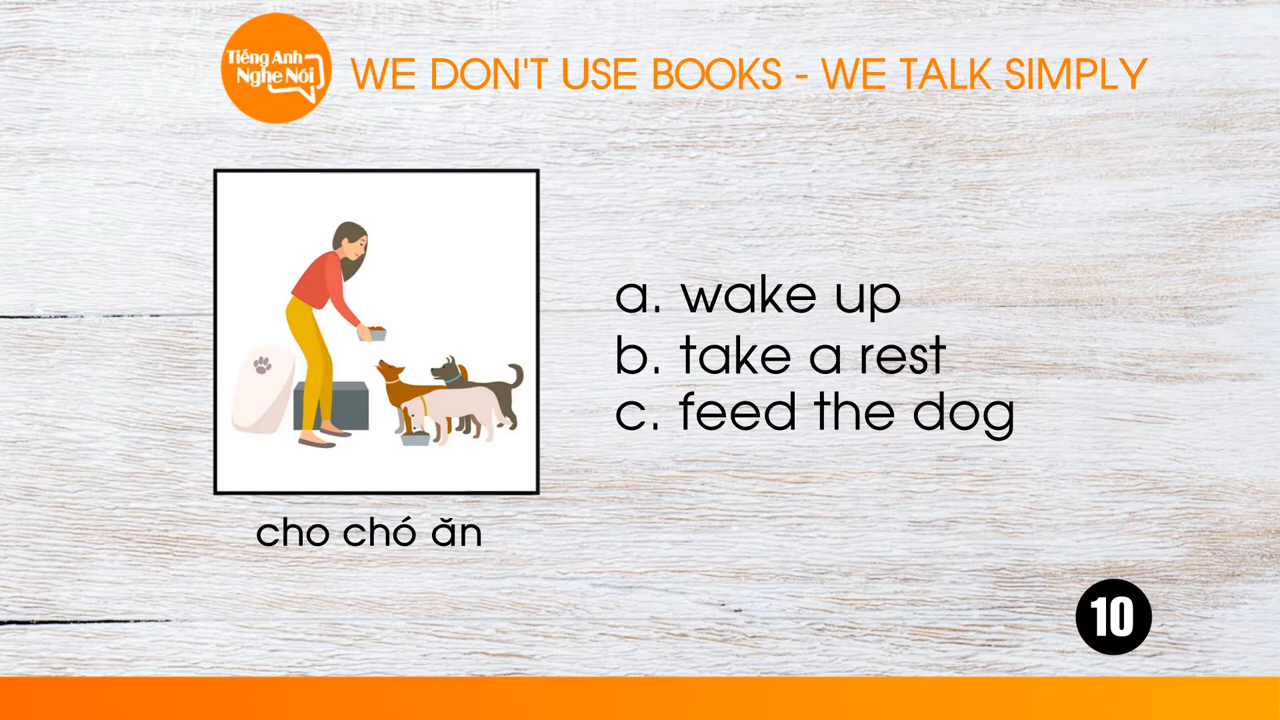 Tiếng Anh
Nghe Nói
WE DON'T USE BOOKS - WE TALK SIMPLY
a. wake up
b. take a rest
c. feed the dog
cho chó ăn
10